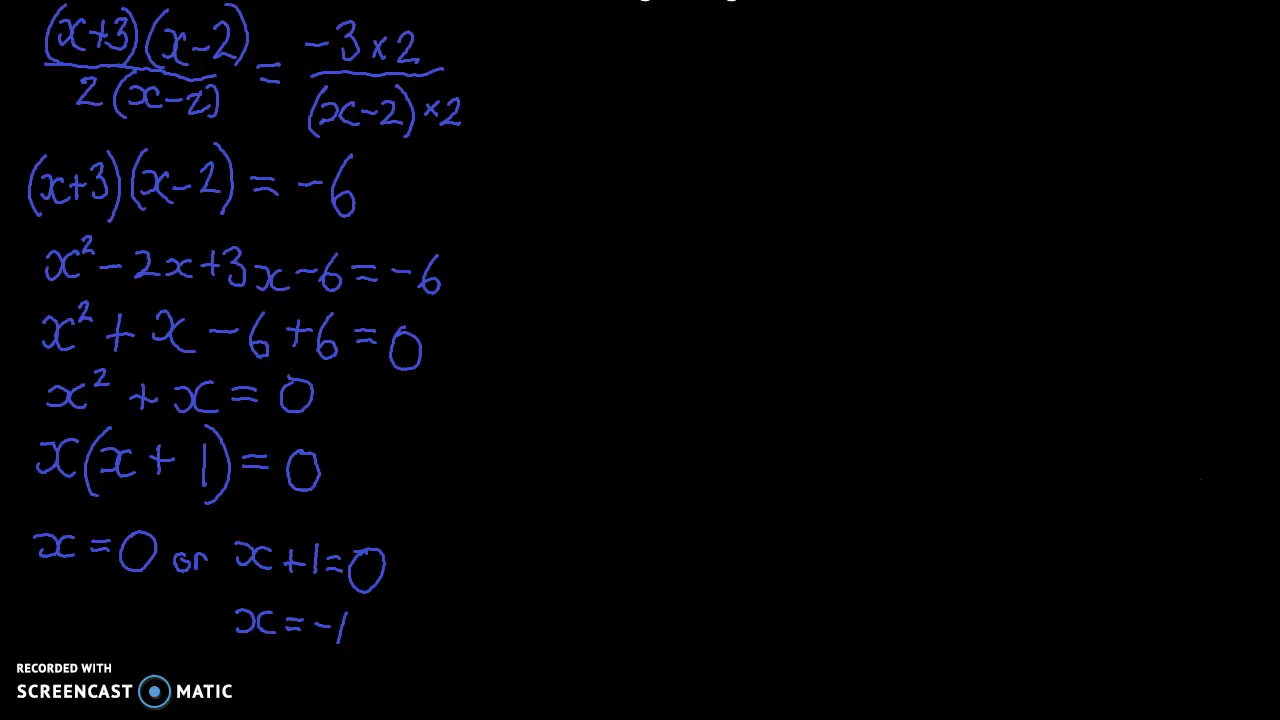 (x+3)(x-2)/2(x-2) = -3×2/(x-2)×2
(x+3)(x-2) = -6
x² - 2x + 3x - 6 = -6
x² + x - 6 + 6 = 0
x² + x = 0
x(x + 1) = 0
x = 0 or x + 1 = 0
x = -1
RECORDED WITH
SCREENCAST MATIC